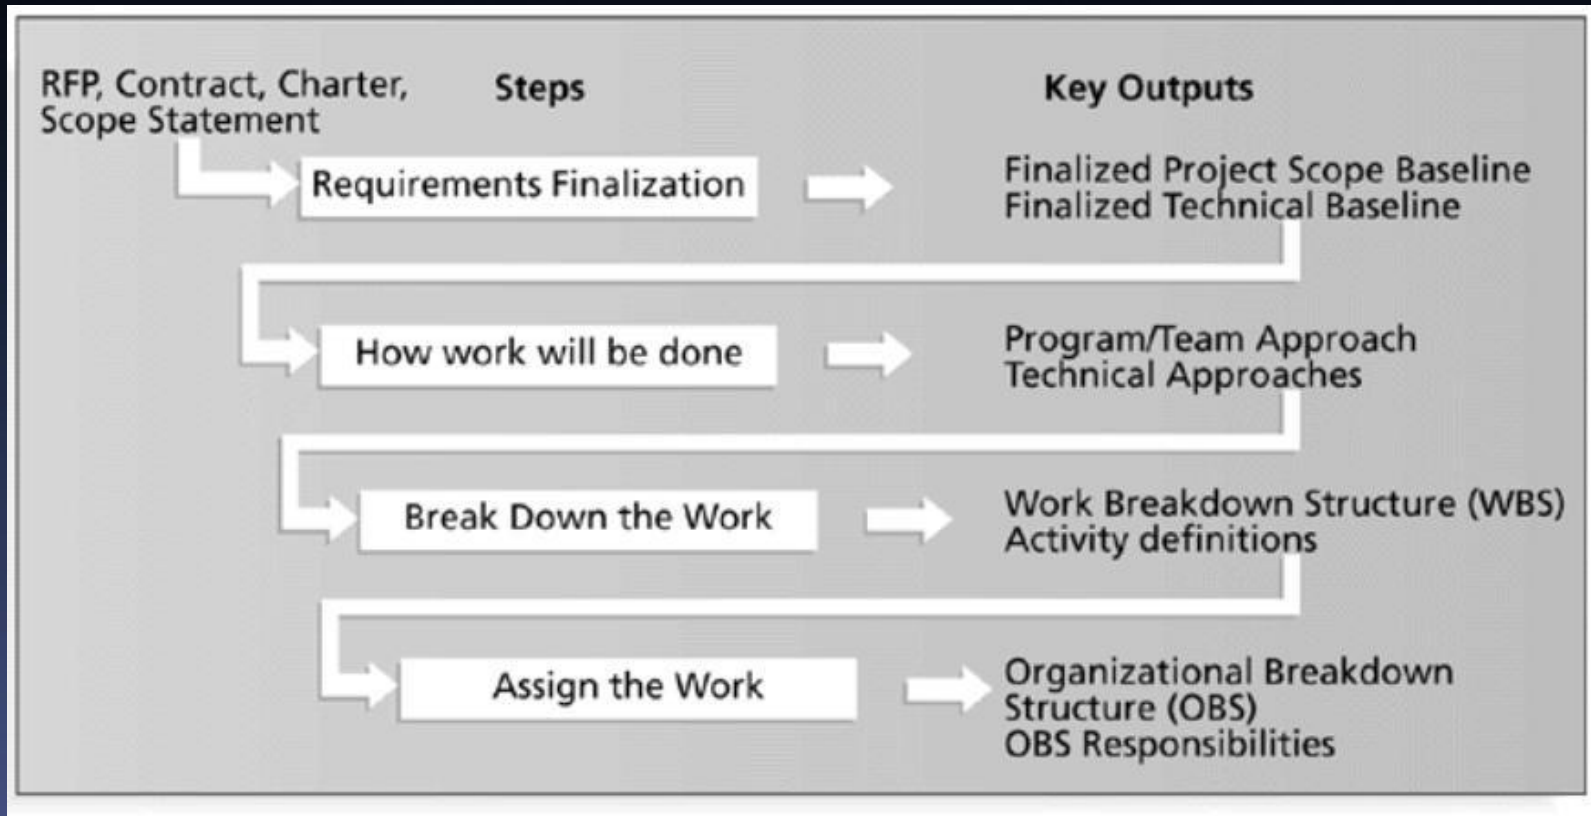 RFP, Contract, Charter,
Scope Statement
Steps
Key Outputs
Requirements Finalization
Finalized Project Scope Baseline
Finalized Technical Baseline
How work will be done
Program/Team Approach
Technical Approaches
Break Down the Work
Work Breakdown Structure (WBS)
Activity definitions
Assign the Work
Organizational Breakdown
Structure (OBS)
OBS Responsibilities